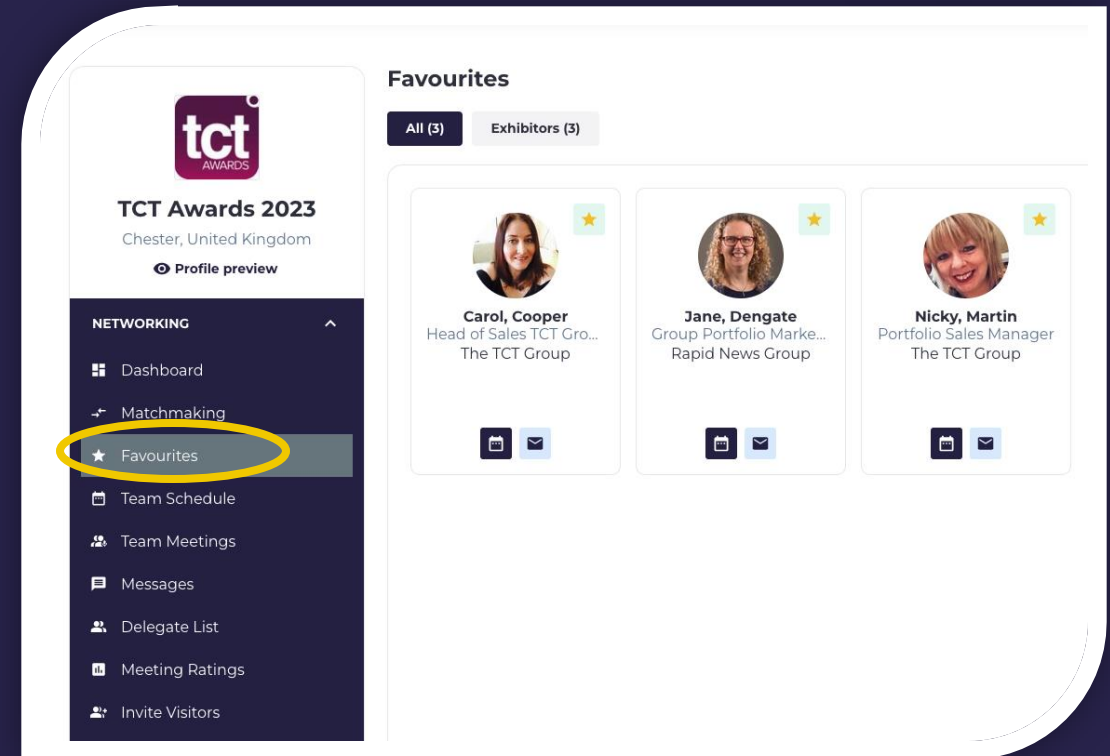 tct
AWARDS
TCT Awards 2023
Chester, United Kingdom
Profile preview
NETWORKING
Dashboard
Matchmaking
Favourites
Team Schedule
Team Meetings
Messages
Delegate List
Meeting Ratings
Invite Visitors
Favourites
All (3)
Exhibitors (3)
Carol, Cooper
Head of Sales TCT Gro...
The TCT Group
Jane, Dengate
Group Portfolio Marke...
Rapid News Group
Nicky, Martin
Portfolio Sales Manager
The TCT Group